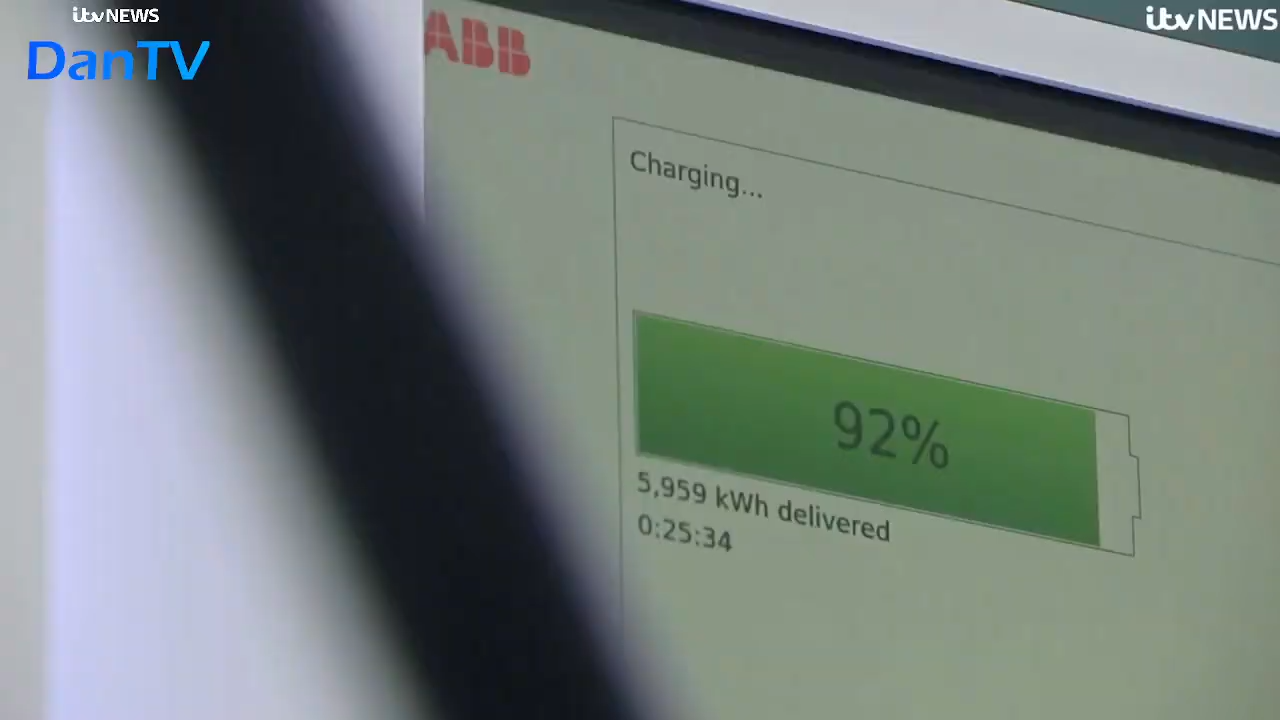 itv NEWS
DanTV
itv NEWS
ABB
Charging...
92%
5,959 kWh delivered
0:25:34